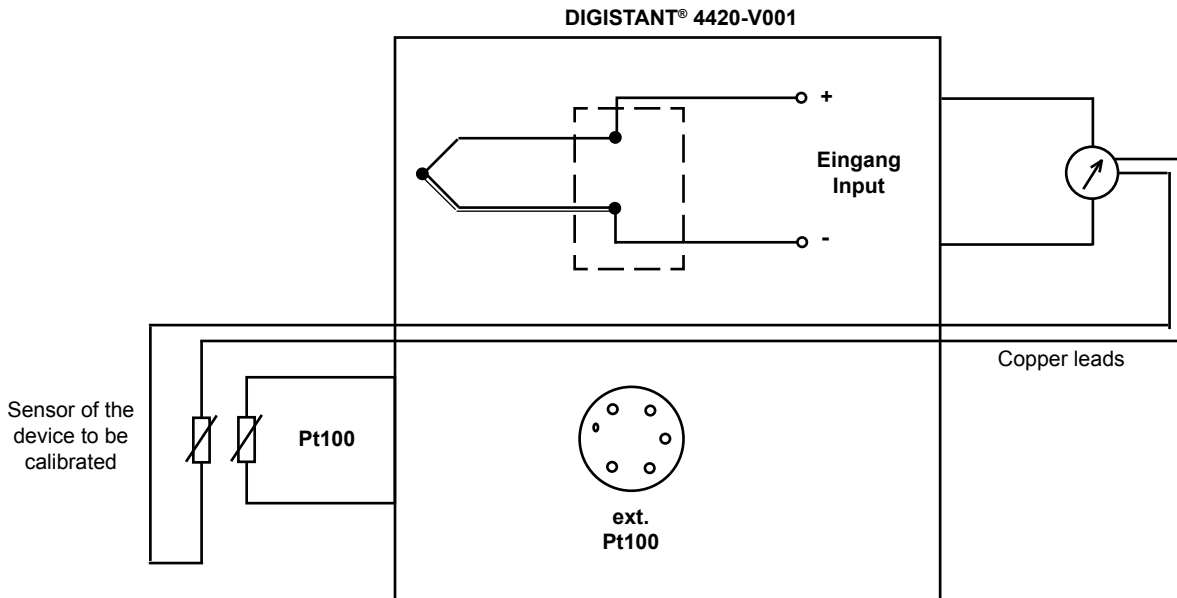 DIGISTANT® 4420-V001
+
Eingang
Input
-
Copper leads
Sensor of the
device to be
calibrated
Pt100
ext.
Pt100